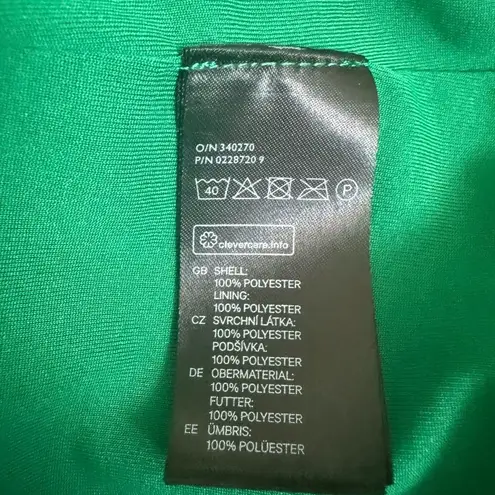 O/N 340270
P/N 0228720 9
40 P
clevercare.info
GB SHELL:
100% POLYESTER
LINING:
100% POLYESTER
CZ SVRCHNÍ LÁTKA:
100% POLYESTER
PODŠÍVKA:
100% POLYESTER
DE OBERMATERIAL:
100% POLYESTER
FUTTER:
100% POLYESTER
EE ÜMBRIS:
100% POLÜESTER